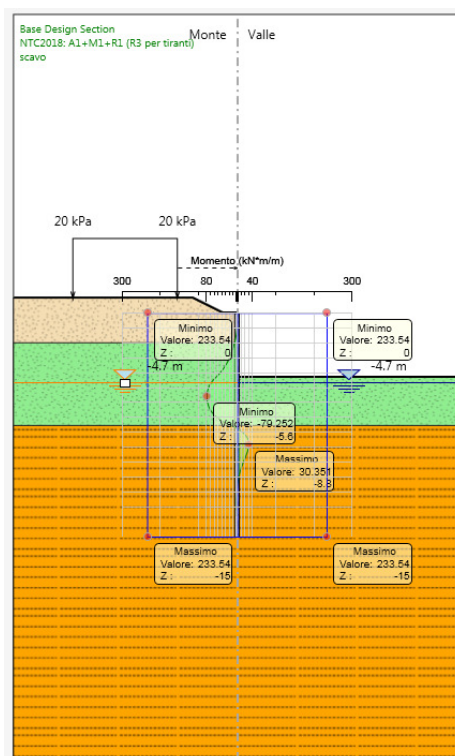 Base Design Section
NTC2018: A1+M1+R1 (R3 per tiranti)
scavo
Monte
Valle
20 kPa
20 kPa
Momento (kN*m/m)
300
80
40
300
Minimo
Valore: 233.54
Z : 0
Minimo
Valore: 233.54
Z : 0
-4.7 m
-4.7 m
Minimo
Valore: -79.252
Z : -5.6
Massimo
Valore: 30.351
Z : -8.8
Massimo
Valore: 233.54
Z : -15
Massimo
Valore: 233.54
Z : -15